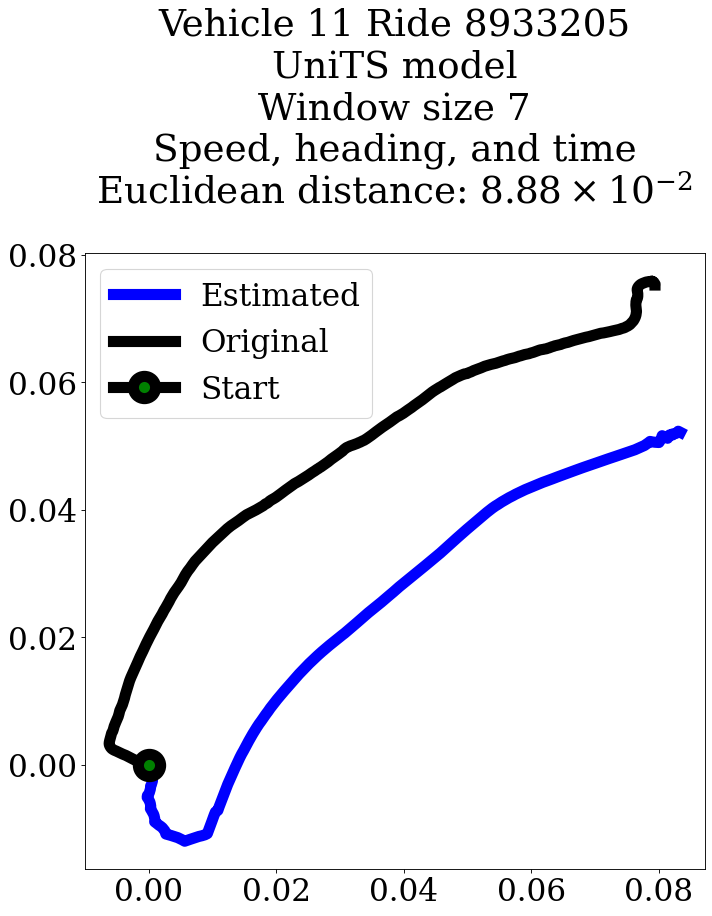 Vehicle 11 Ride 8933205
UniTS model
Window size 7
Speed, heading, and time
Euclidean distance: 8.88 × 10⁻²
0.08
Estimated
Original
Start
0.06
0.04
0.02
0.00
0.00 0.02 0.04 0.06 0.08